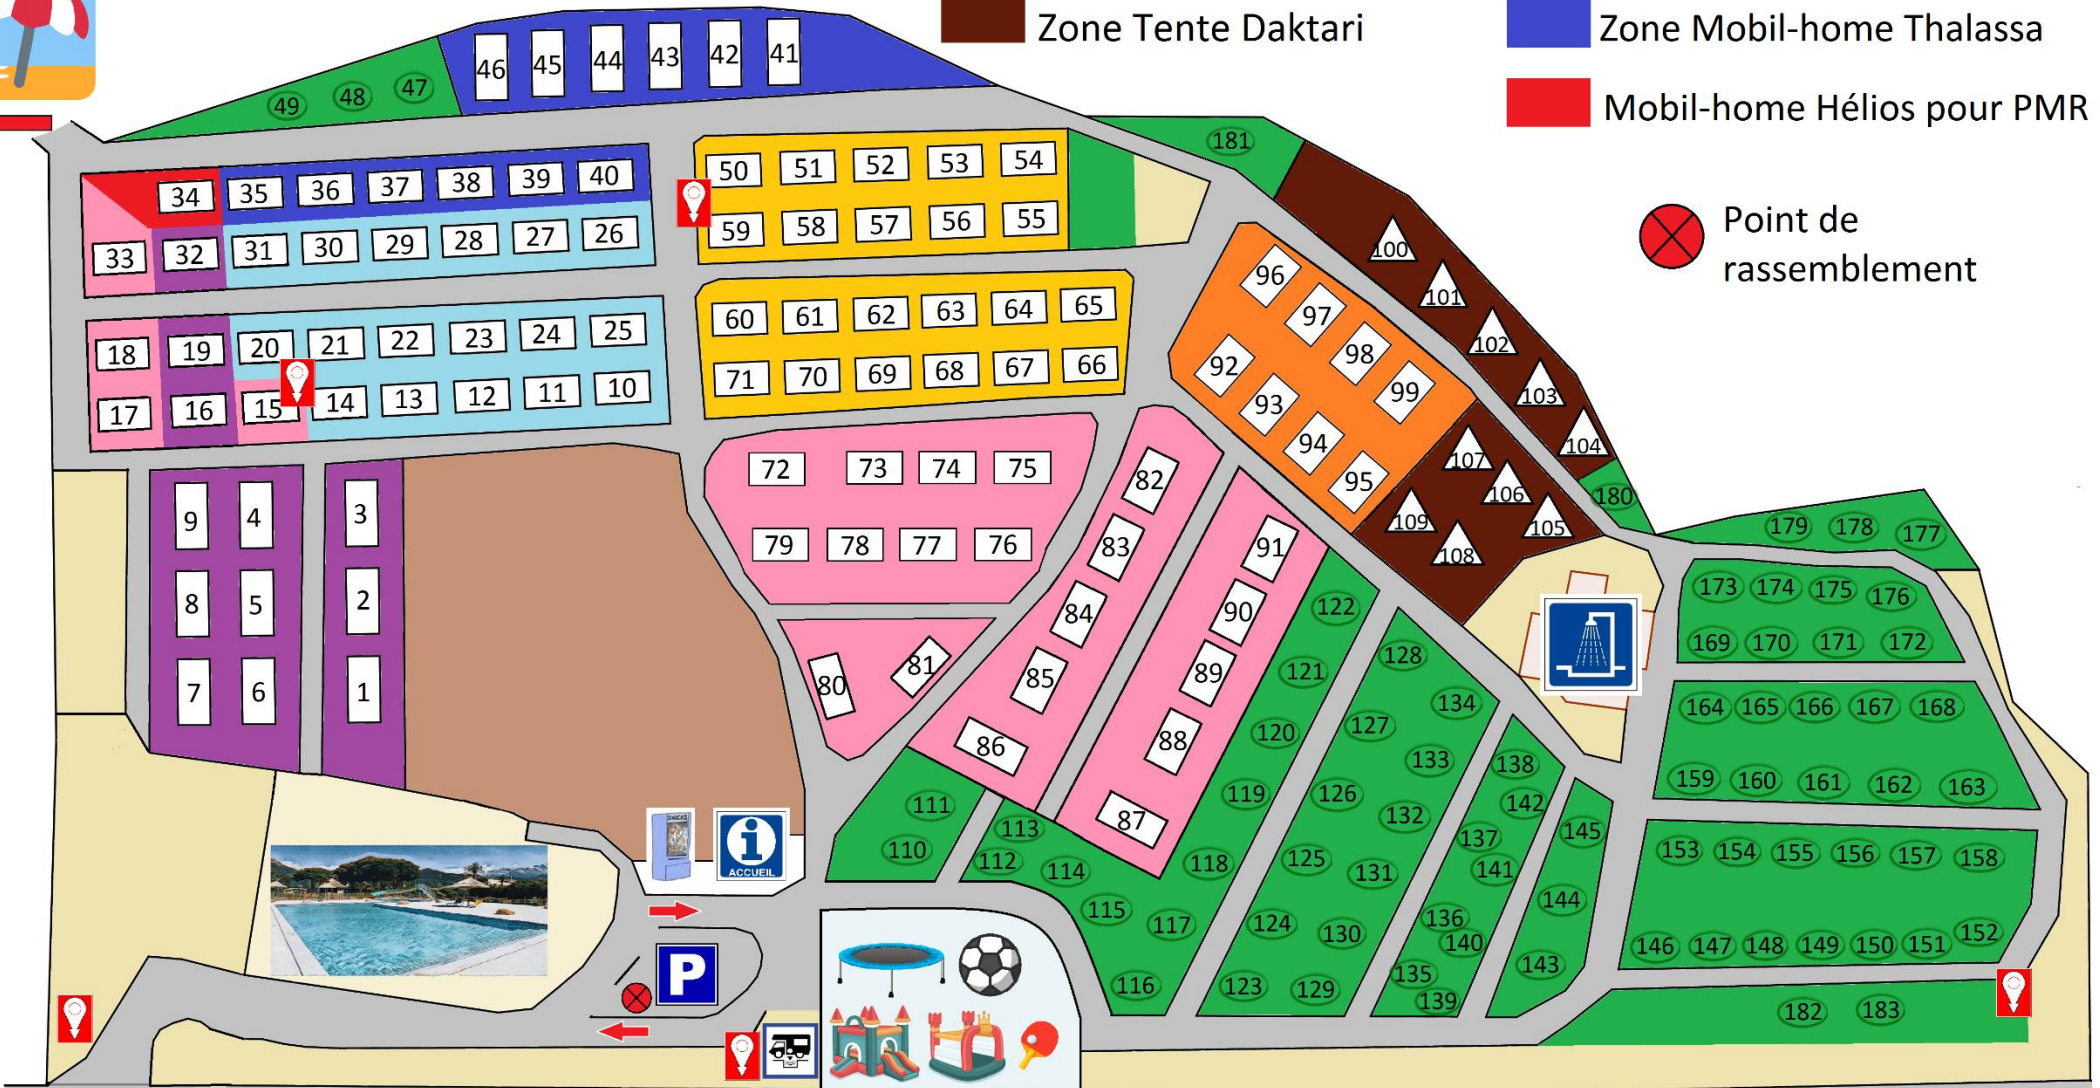 Zone Tente Daktari
Zone Mobil-home Thalassa
Mobil-home Hélios pour PMR
Point de
rassemblement
46 45 44 43 42 41
49 48 47
181
34 35 36 37 38 39 40
33 32 31 30 29 28 27 26
50 51 52 53 54
59 58 57 56 55
18 19 20 21 22 23 24 25
17 16 15 14 13 12 11 10
60 61 62 63 64 65
71 70 69 68 67 66
96 97 98 99
92 93 94 95
100 101 102 103 104
107 106 105
109 108
180
9 4 3
8 5 2
7 6 1
72 73 74 75
79 78 77 76
80 81
82 83 84 85 86
91 90 89 88 87
179 178 177
173 174 175 176
169 170 171 172
164 165 166 167 168
159 160 161 162 163
153 154 155 156 157 158
146 147 148 149 150 151 152
182 183
122 121 120 119 118 117 116
111 110
113 112 114 115
128 127 126 125 124 123
134 133 132 131 130 129
138 137 136 135
142 141 140 139
145 144 143
SNACKS
i
ACCUEIL
P